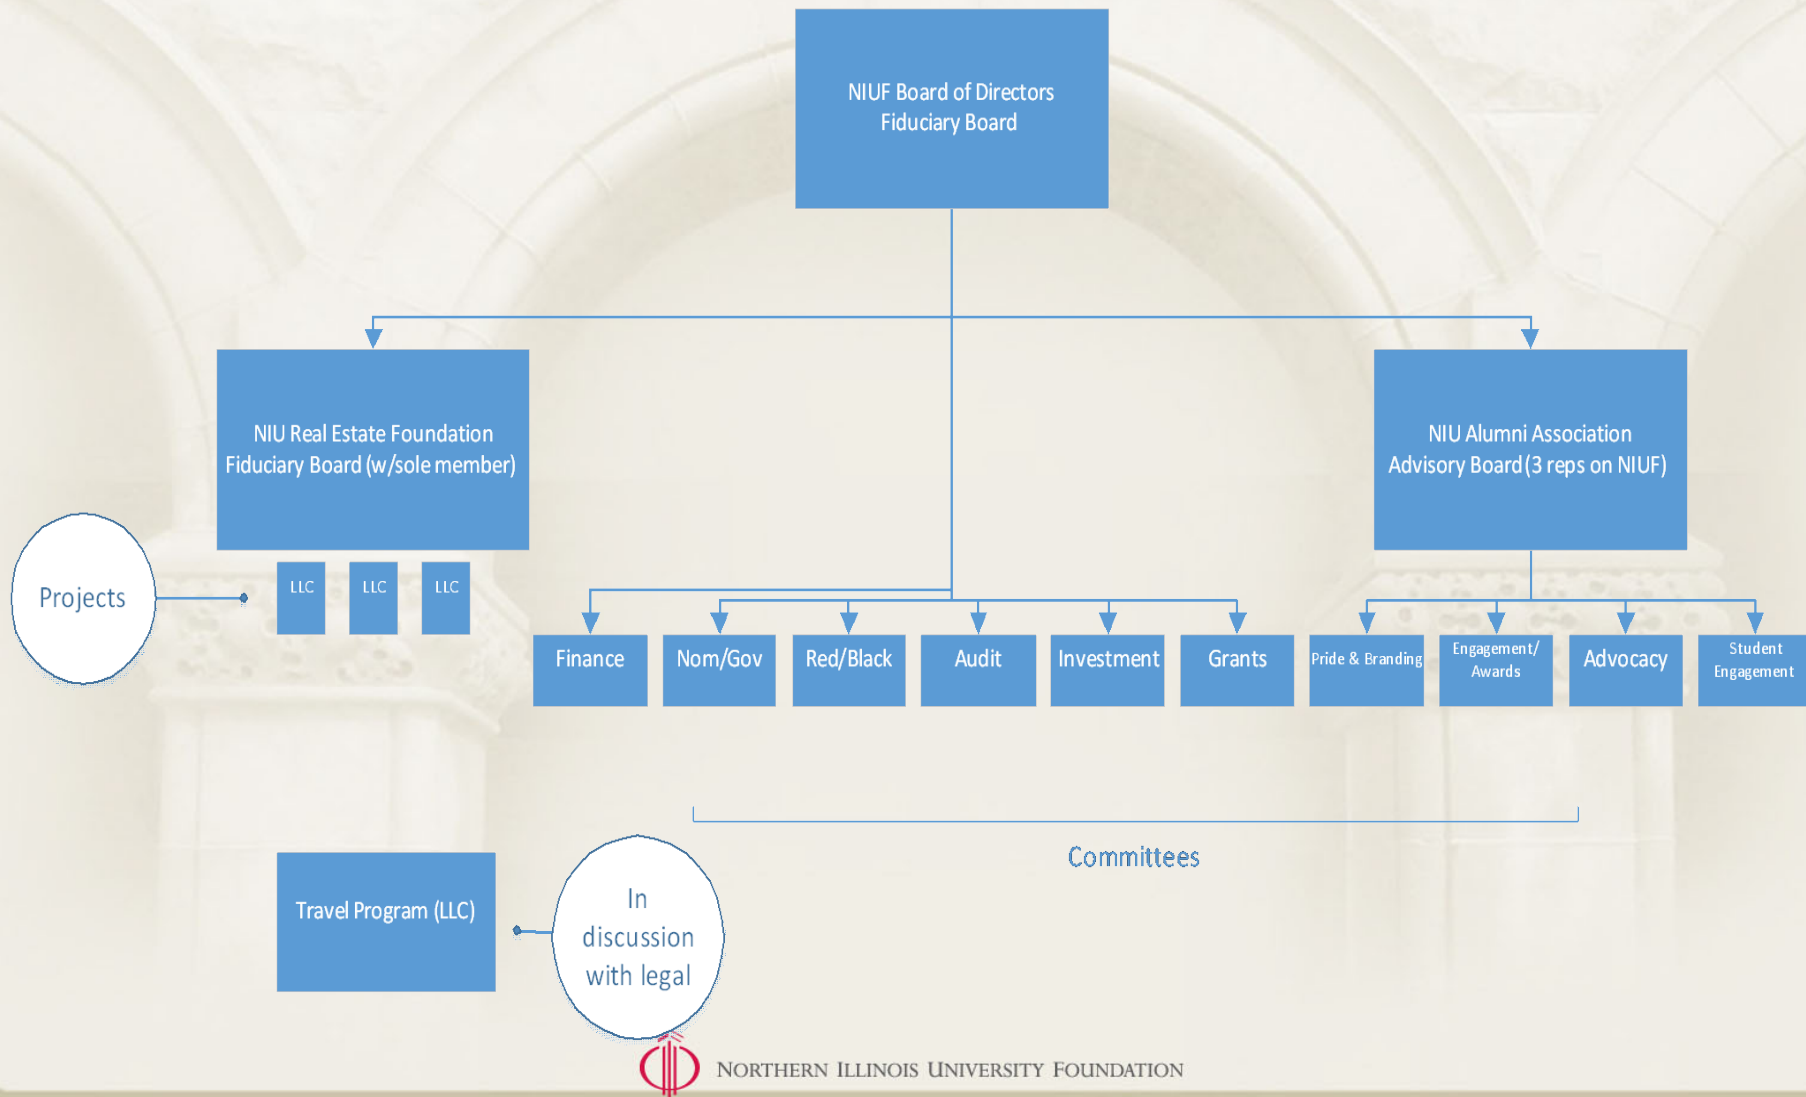 NIUF Board of Directors
Fiduciary Board
NIU Real Estate Foundation
Fiduciary Board (w/sole member)
NIU Alumni Association
Advisory Board (3 reps on NIUF)
Projects
LLC
LLC
LLC
Finance
Nom/Gov
Red/Black
Audit
Investment
Grants
Pride & Branding
Engagement/
Awards
Advocacy
Student
Engagement
Committees
Travel Program (LLC)
In
discussion
with legal
NORTHERN ILLINOIS UNIVERSITY FOUNDATION